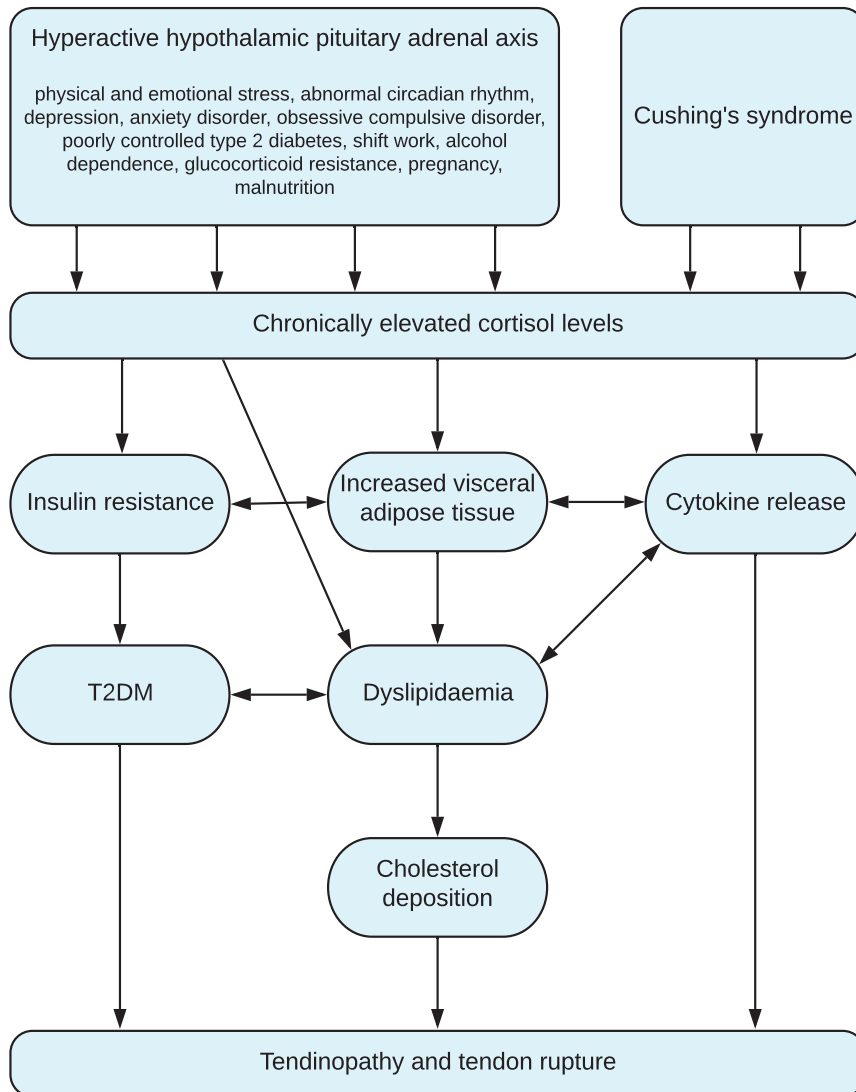 Hyperactive hypothalamic pituitary adrenal axis
physical and emotional stress, abnormal circadian rhythm,
depression, anxiety disorder, obsessive compulsive disorder,
poorly controlled type 2 diabetes, shift work, alcohol
dependence, glucocorticoid resistance, pregnancy,
malnutrition
Cushing's syndrome
Chronically elevated cortisol levels
Insulin resistance
Increased visceral
adipose tissue
Cytokine release
T2DM
Dyslipidaemia
Cholesterol
deposition
Tendinopathy and tendon rupture